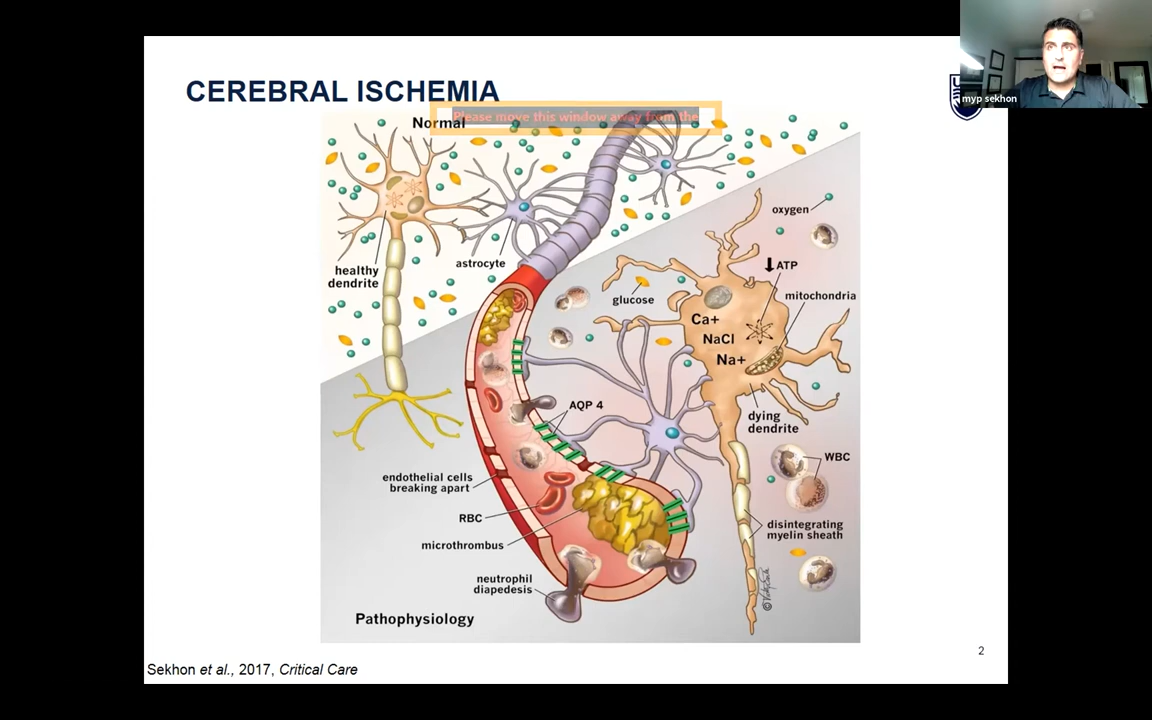 myp sekhon
CEREBRAL ISCHEMIA
Please move this window away from the
Normal
oxygen
ATP
healthy
dendrite
astrocyte
glucose
mitochondria
Ca+
NaCl
Na+
AQP 4
dying
dendrite
WBC
endothelial cells
breaking apart
RBC
disintegrating
myelin sheath
microthrombus
neutrophil
diapedesis
Pathophysiology
2
Sekhon et al., 2017, Critical Care